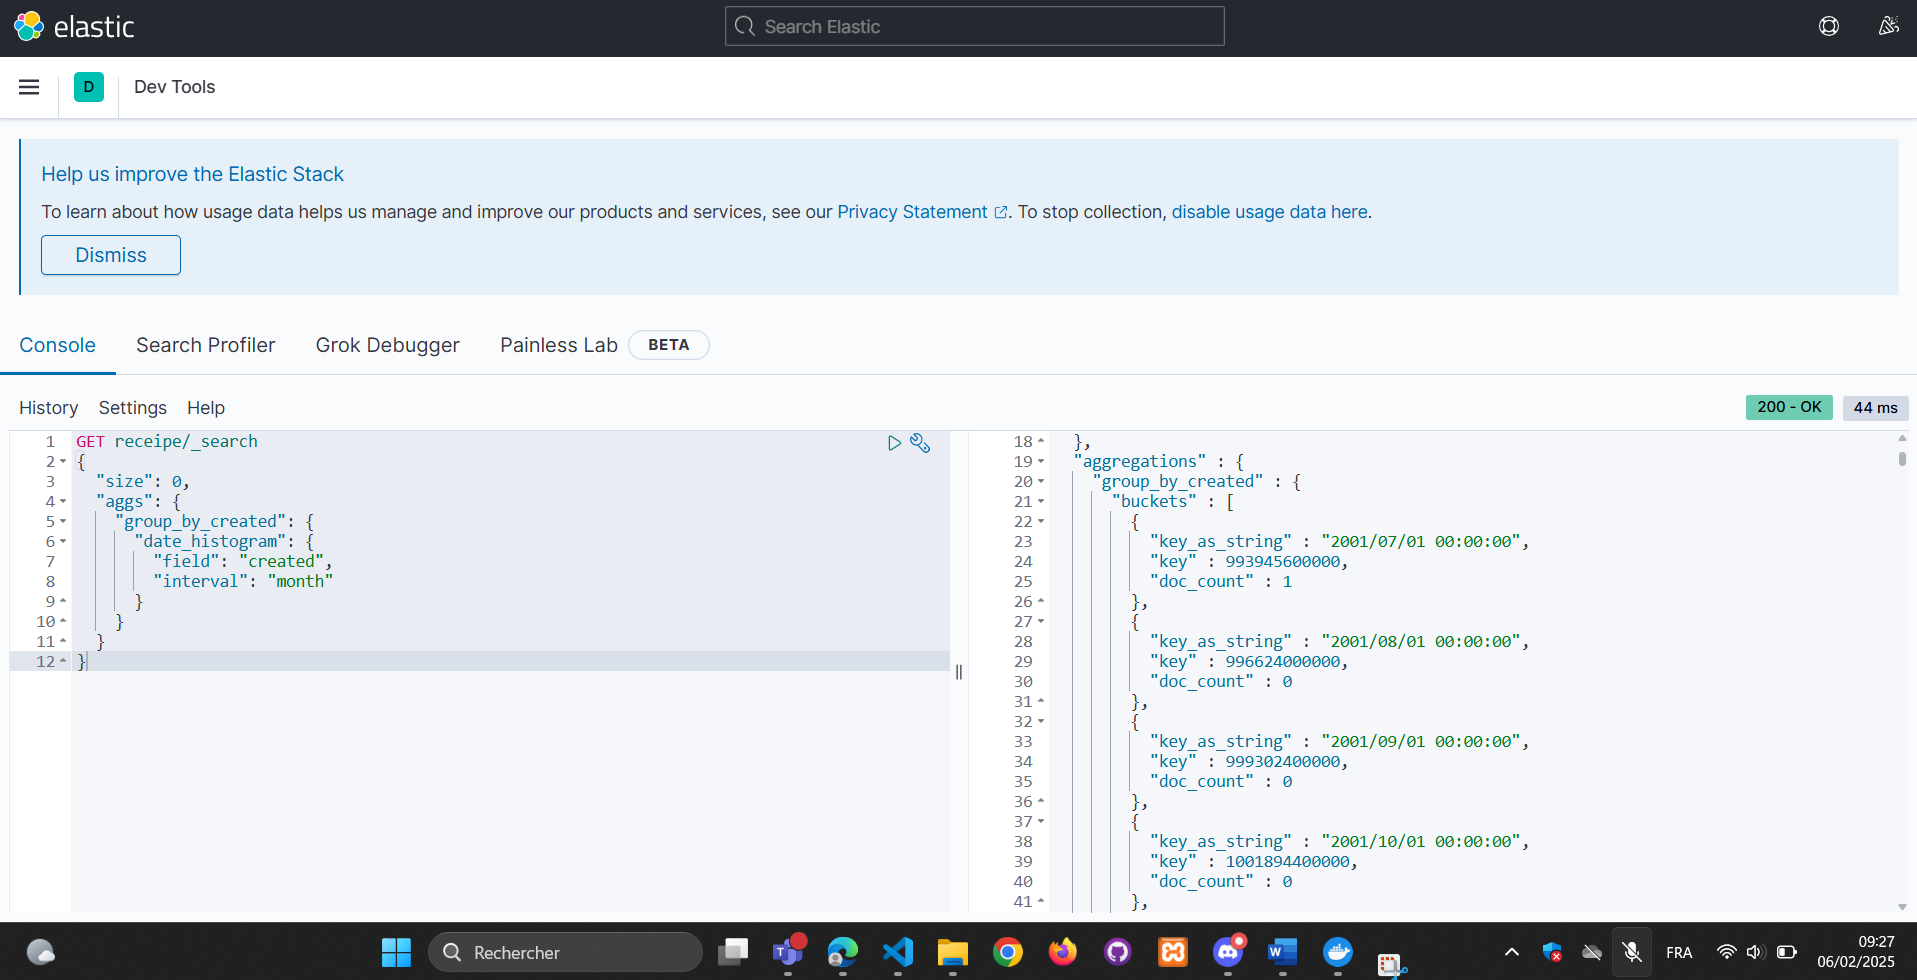 elastic
Search Elastic
D
Dev Tools
Help us improve the Elastic Stack
To learn about how usage data helps us manage and improve our products and services, see our Privacy Statement. To stop collection, disable usage data here.
Dismiss
Console Search Profiler Grok Debugger Painless Lab BETA
History Settings Help
200 - OK 44 ms
1 GET receipe/_search
2 {
3 "size": 0,
4 "aggs": {
5 "group_by_created": {
6 "date_histogram": {
7 "field": "created",
8 "interval": "month"
9 }
10 }
11 }
12 }
18 },
19 "aggregations" : {
20 "group_by_created" : {
21 "buckets" : [
22 {
23 "key_as_string" : "2001/07/01 00:00:00",
24 "key" : 993945600000,
25 "doc_count" : 1
26 },
27 {
28 "key_as_string" : "2001/08/01 00:00:00",
29 "key" : 996624000000,
30 "doc_count" : 0
31 },
32 {
33 "key_as_string" : "2001/09/01 00:00:00",
34 "key" : 999302400000,
35 "doc_count" : 0
36 },
37 {
38 "key_as_string" : "2001/10/01 00:00:00",
39 "key" : 1001894400000,
40 "doc_count" : 0
41 },
Rechercher
T
W
FRA
09:27
06/02/2025